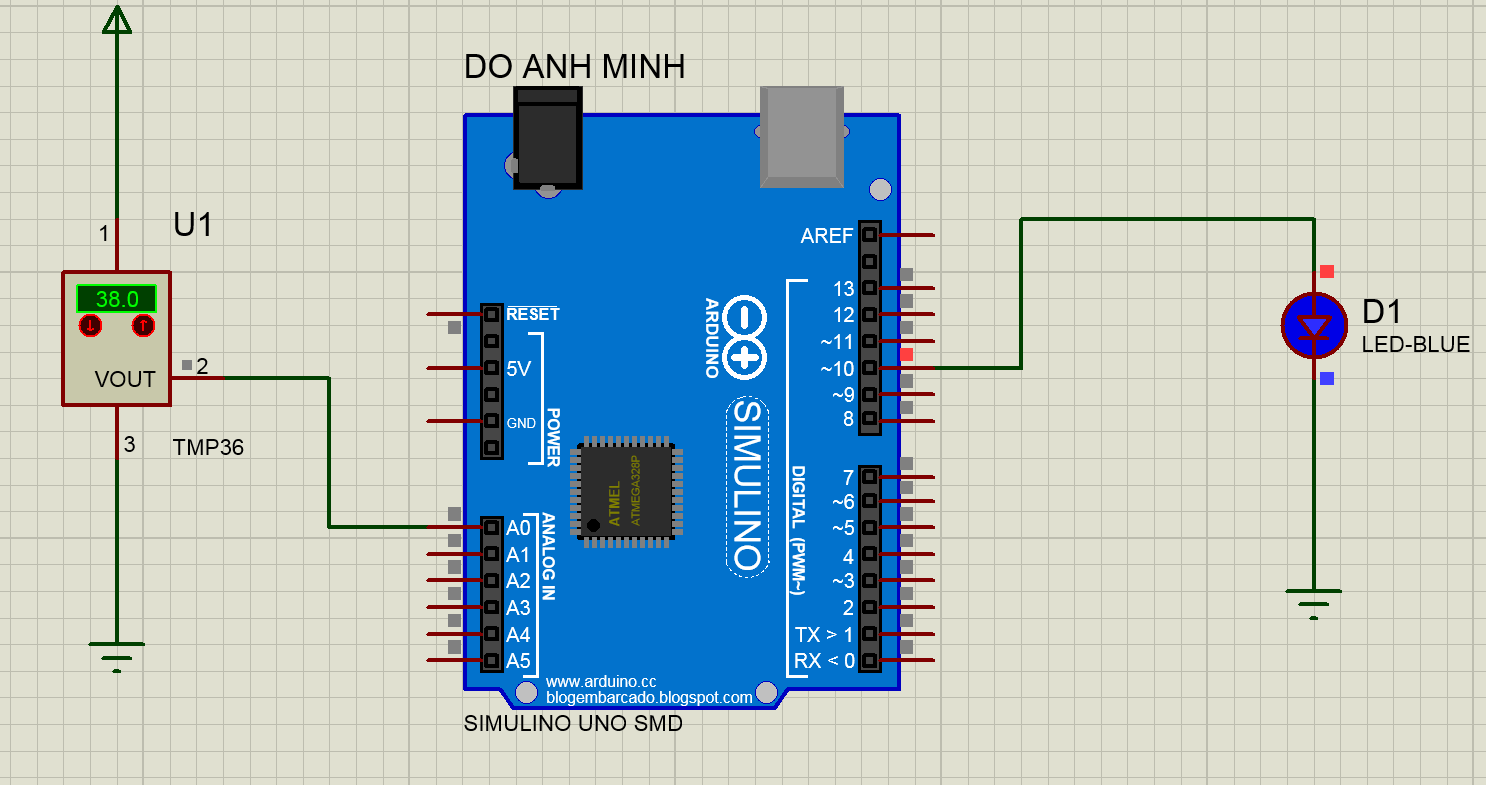 DO ANH MINH
U1
1
38.0
2
VOUT
3
TMP36
RESET
5V
GND
POWER
A0
A1
A2
A3
A4
A5
ANALOG IN
ATMEL
ATMEGA328P
ARDUINO
SIMULINO
AREF
13
12
~11
~10
~9
8
7
~6
~5
4
~3
2
TX > 1
RX < 0
DIGITAL (PWM~)
www.arduino.cc
blogembarcado.blogspot.com
SIMULINO UNO SMD
D1
LED-BLUE